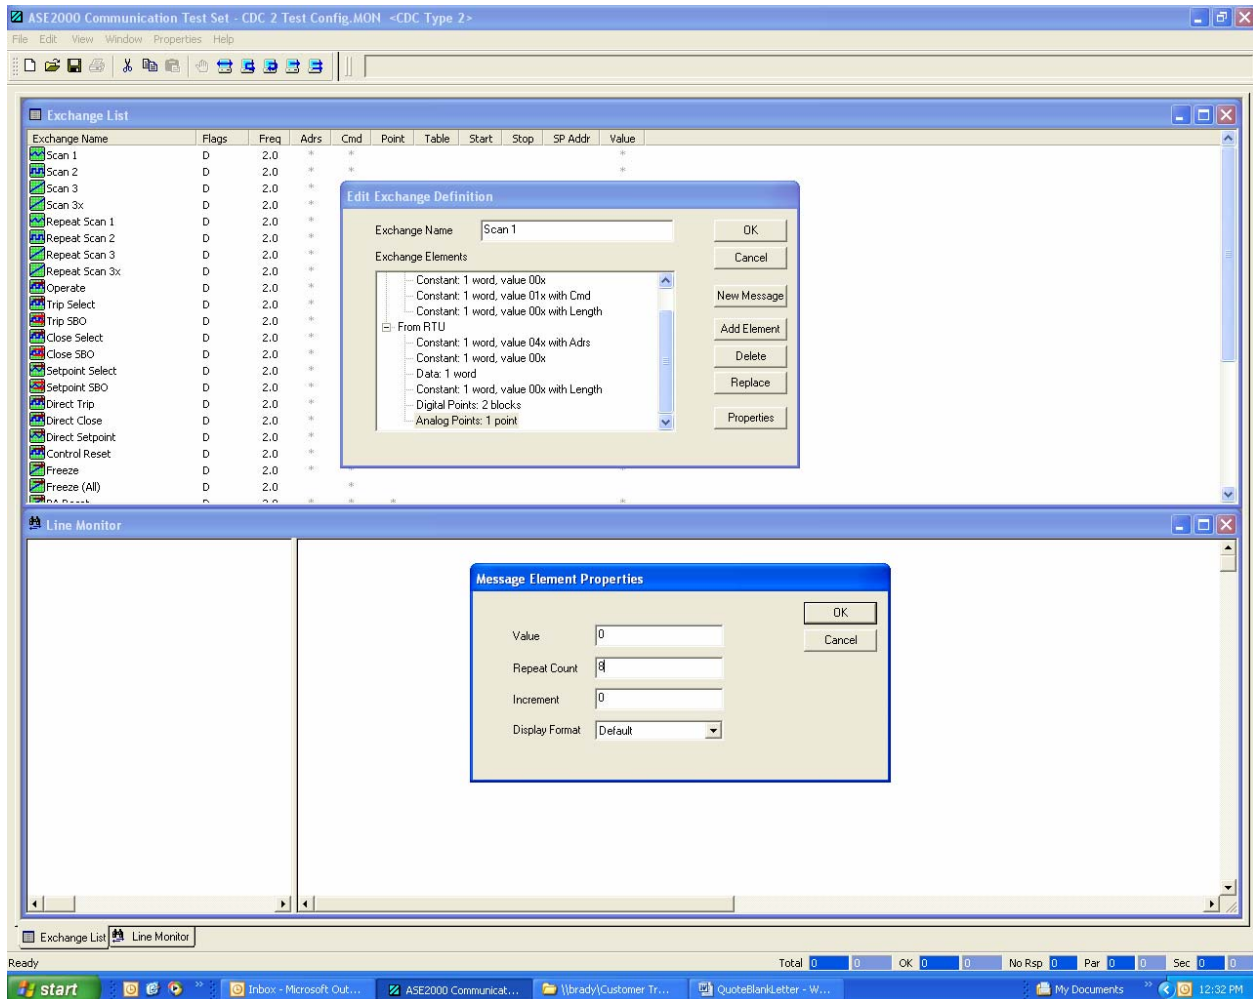 ASE2000 Communication Test Set - CDC 2 Test Config.MON <CDC Type 2>
File Edit View Window Properties Help
Exchange List
Exchange Name Flags Freq Adrs Cmd Point Table Start Stop SP Addr Value
Scan 1 D 2.0 * * *
Scan 2 D 2.0 * * *
Scan 3 D 2.0 *
Scan 3x D 2.0 *
Repeat Scan 1 D 2.0 *
Repeat Scan 2 D 2.0 *
Repeat Scan 3 D 2.0 *
Repeat Scan 3x D 2.0 *
Operate D 2.0 *
Trip Select D 2.0 *
Trip SBO D 2.0 *
Close Select D 2.0 *
Close SBO D 2.0 *
Setpoint Select D 2.0 *
Setpoint SBO D 2.0 *
Direct Trip D 2.0 *
Direct Close D 2.0 *
Direct Setpoint D 2.0 *
Control Reset D 2.0 *
Freeze D 2.0 *
Freeze (All) D 2.0 *
Edit Exchange Definition
Exchange Name Scan 1
Exchange Elements
Constant: 1 word, value 00x
Constant: 1 word, value 01x with Cmd
Constant: 1 word, value 00x with Length
From RTU
Constant: 1 word, value 04x with Adrs
Constant: 1 word, value 00x
Data: 1 word
Constant: 1 word, value 00x with Length
Digital Points: 2 blocks
Analog Points: 1 point
OK
Cancel
New Message
Add Element
Delete
Replace
Properties
Line Monitor
Message Element Properties
Value 0
Repeat Count 8
Increment 0
Display Format Default
OK
Cancel
Exchange List Line Monitor
Ready Total 0 0 OK 0 0 No Rsp 0 Par 0 0 Sec 0 0
start Inbox - Microsoft Out... ASE2000 Communicat... \\brady\Customer Tr... QuoteBlankLetter - W... My Documents 12:32 PM